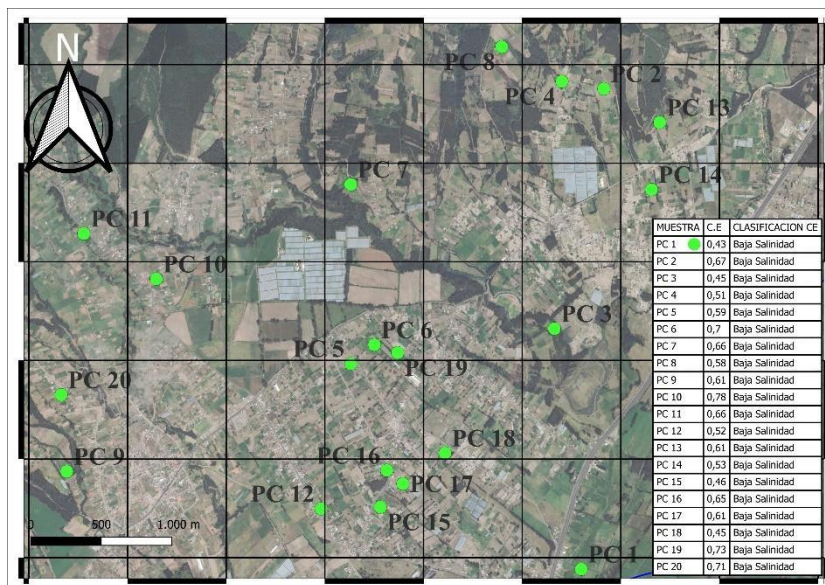 N
PC 8
PC 4
PC 2
PC 13
PC 7
PC 14
PC 11
PC 10
PC 3
PC 6
PC 5
PC 19
PC 20
PC 18
PC 16
PC 9
PC 17
PC 12
PC 15
PC 1
0 500 1.000 m
MUESTRA C.E CLASIFICACION CE
PC 1 0,43 Baja Salinidad
PC 2 0,67 Baja Salinidad
PC 3 0,45 Baja Salinidad
PC 4 0,51 Baja Salinidad
PC 5 0,59 Baja Salinidad
PC 6 0,7 Baja Salinidad
PC 7 0,66 Baja Salinidad
PC 8 0,58 Baja Salinidad
PC 9 0,61 Baja Salinidad
PC 10 0,78 Baja Salinidad
PC 11 0,66 Baja Salinidad
PC 12 0,52 Baja Salinidad
PC 13 0,61 Baja Salinidad
PC 14 0,53 Baja Salinidad
PC 15 0,46 Baja Salinidad
PC 16 0,65 Baja Salinidad
PC 17 0,61 Baja Salinidad
PC 18 0,45 Baja Salinidad
PC 19 0,73 Baja Salinidad
PC 20 0,71 Baja Salinidad